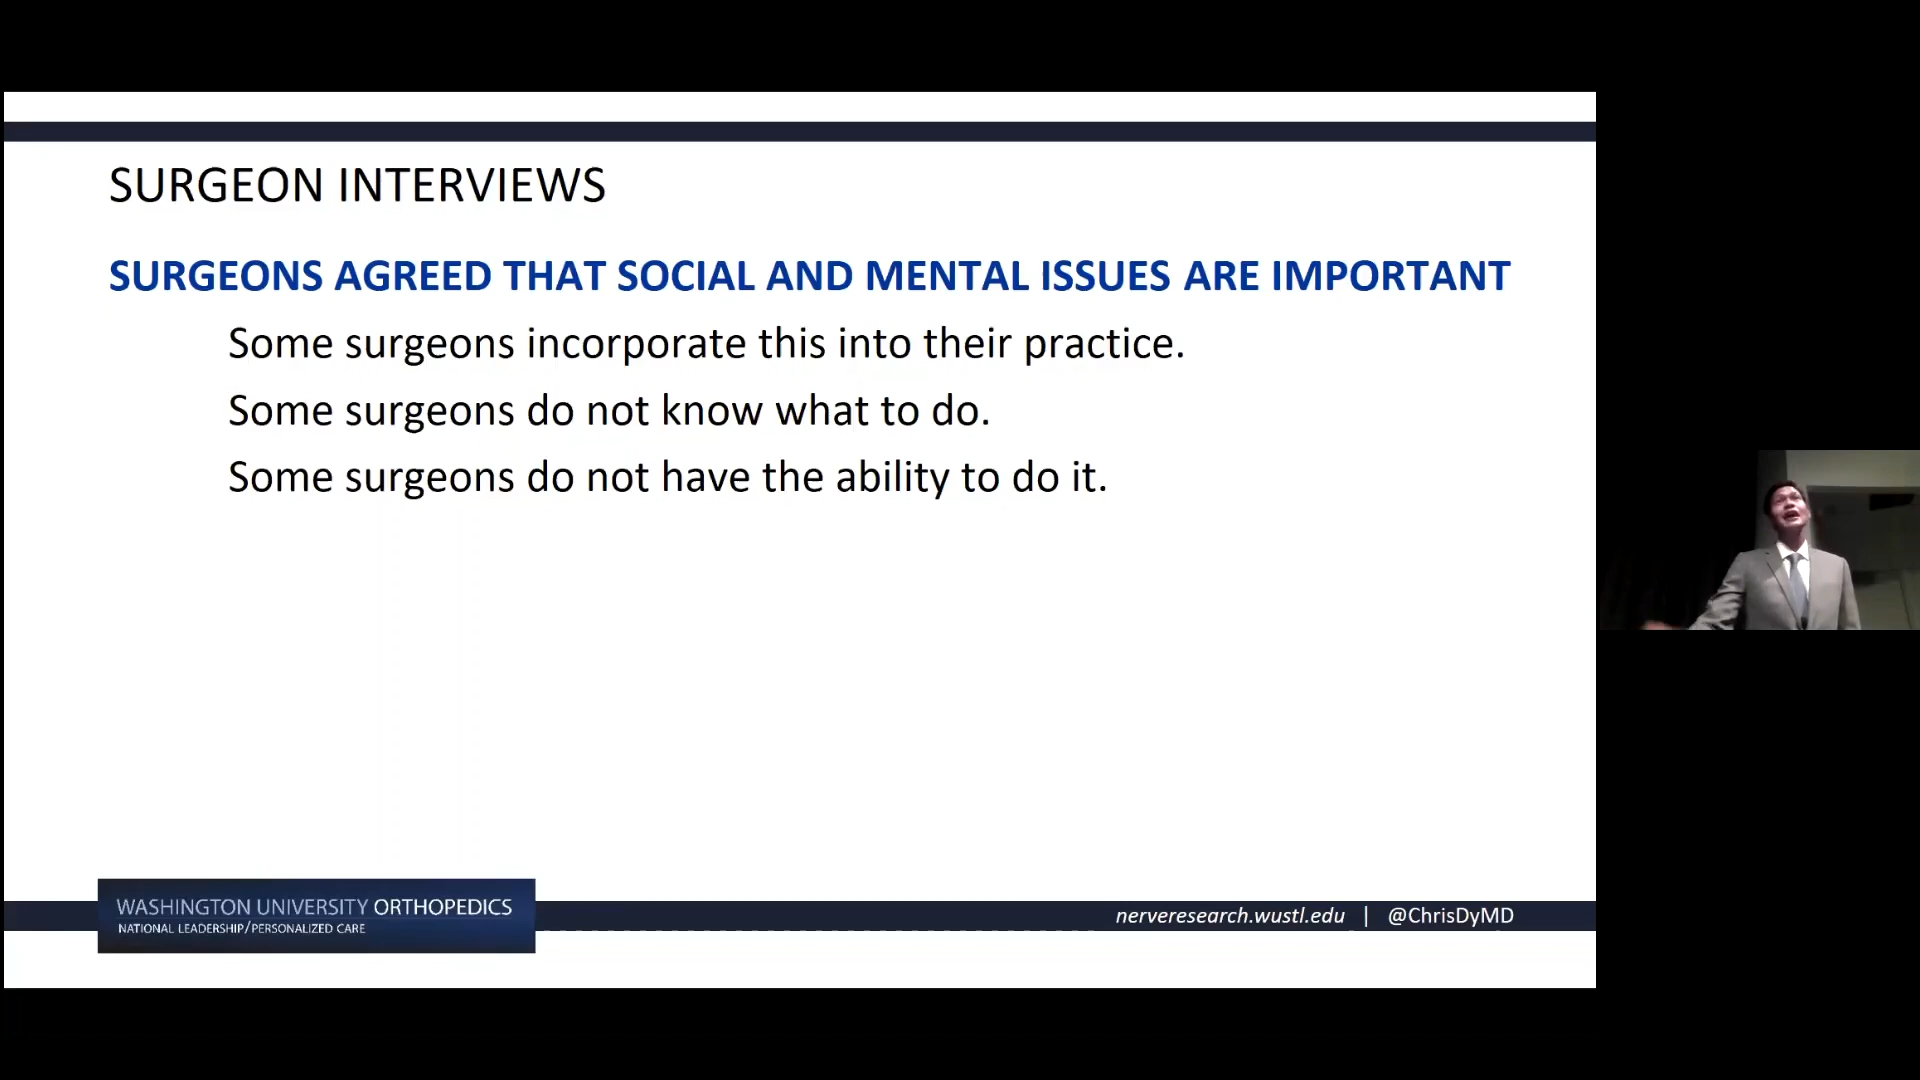 SURGEON INTERVIEWS
SURGEONS AGREED THAT SOCIAL AND MENTAL ISSUES ARE IMPORTANT
Some surgeons incorporate this into their practice.
Some surgeons do not know what to do.
Some surgeons do not have the ability to do it.
WASHINGTON UNIVERSITY ORTHOPEDICS
NATIONAL LEADERSHIP/PERSONALIZED CARE
nerveresearch.wustl.edu | @ChrisDyMD